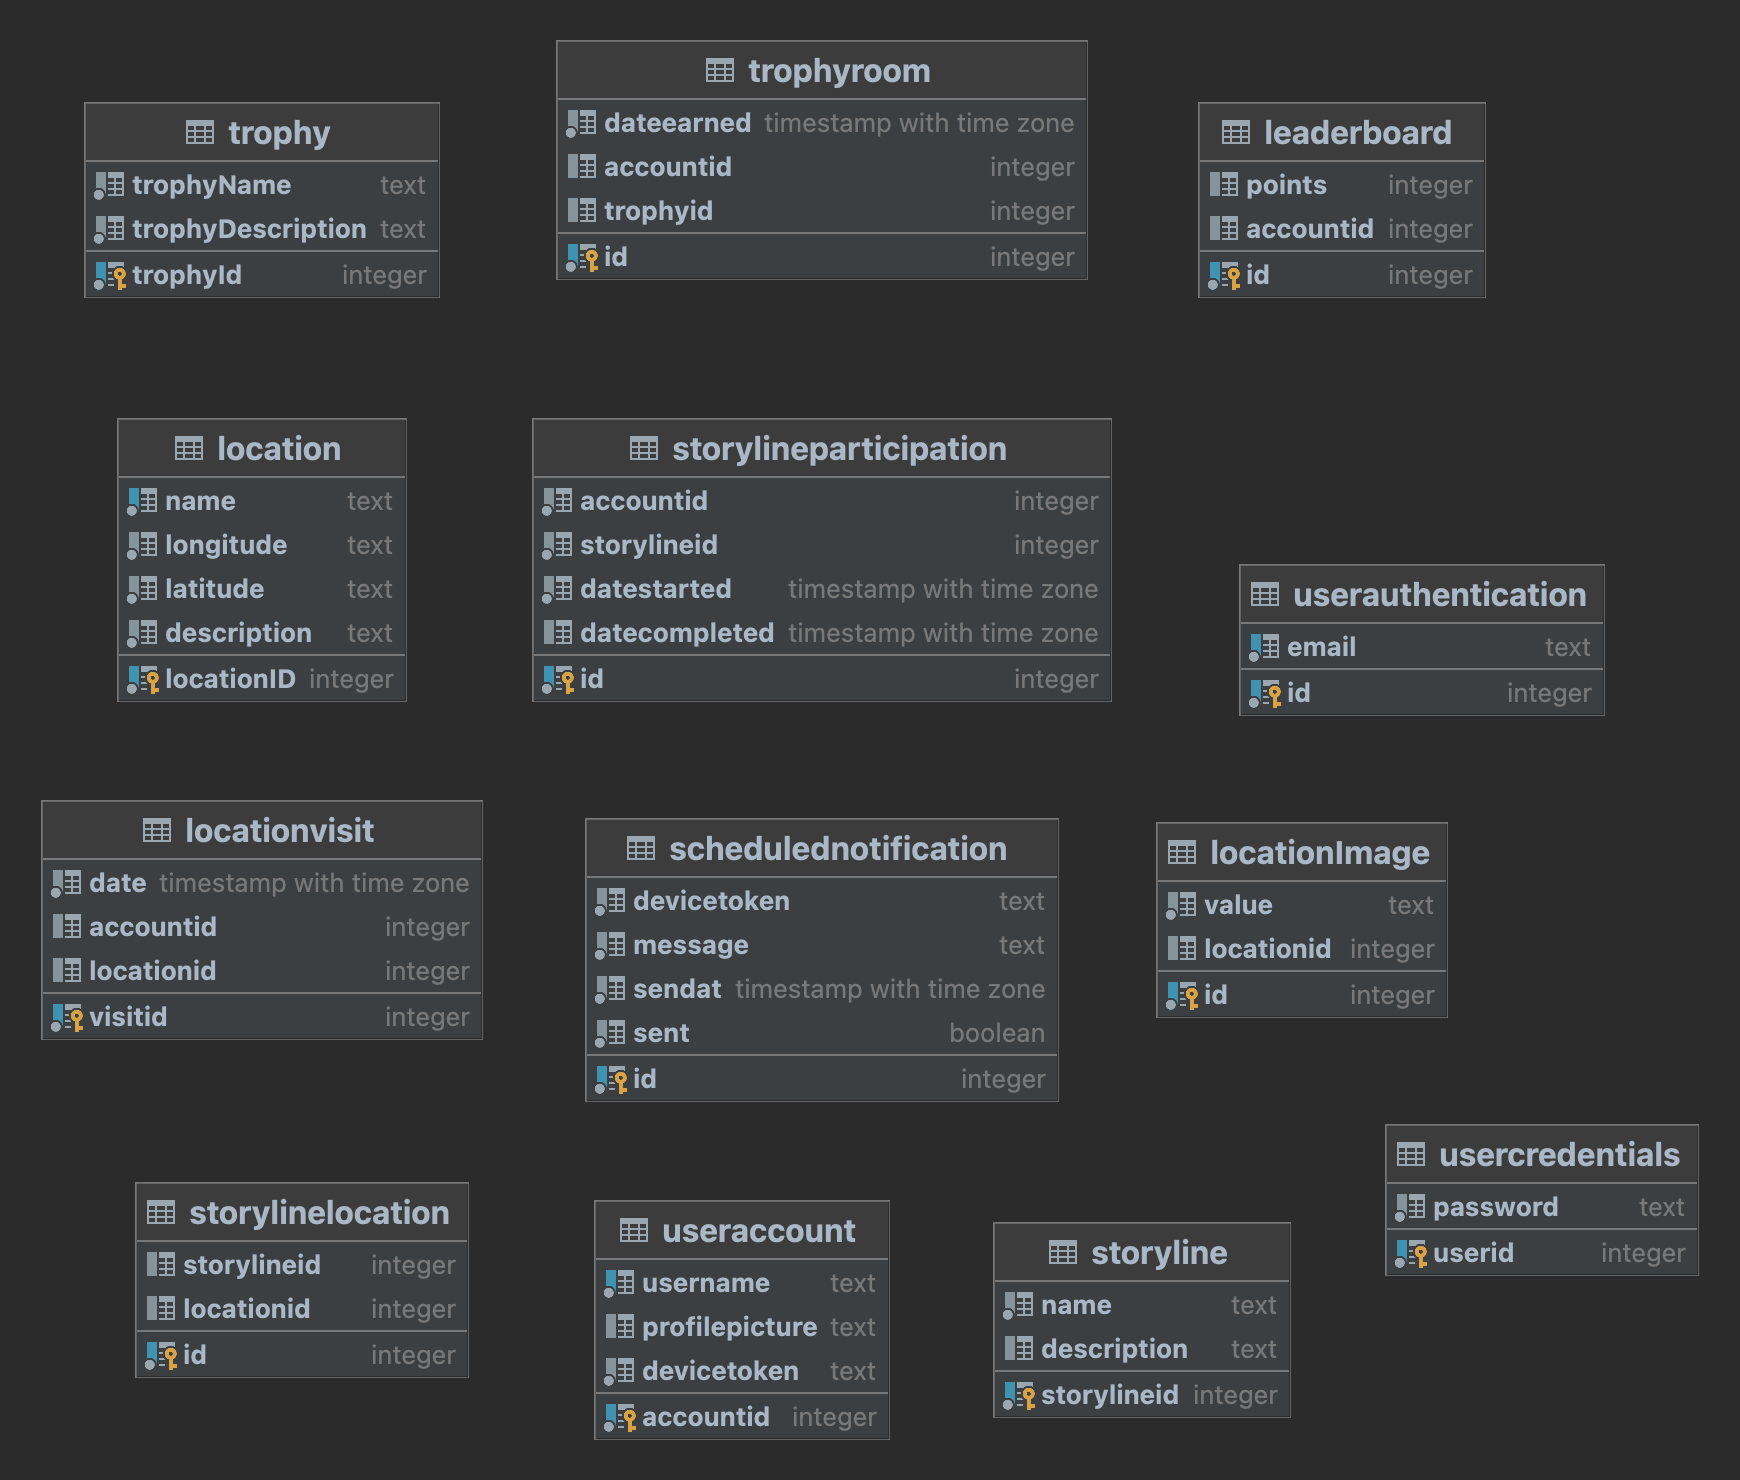 trophy
trophyName text
trophyDescription text
trophyId integer
trophyroom
dateearned timestamp with time zone
accountid integer
trophyid integer
id integer
leaderboard
points integer
accountid integer
id integer
location
name text
longitude text
latitude text
description text
locationID integer
storylineparticipation
accountid integer
storylineid integer
datestarted timestamp with time zone
datecompleted timestamp with time zone
id integer
userauthentication
email text
id integer
locationvisit
date timestamp with time zone
accountid integer
locationid integer
visitid integer
schedulednotification
devicetoken text
message text
sendat timestamp with time zone
sent boolean
id integer
locationImage
value text
locationid integer
id integer
storylinelocation
storylineid integer
locationid integer
id integer
useraccount
username text
profilepicture text
devicetoken text
accountid integer
storyline
name text
description text
storylineid integer
usercredentials
password text
userid integer